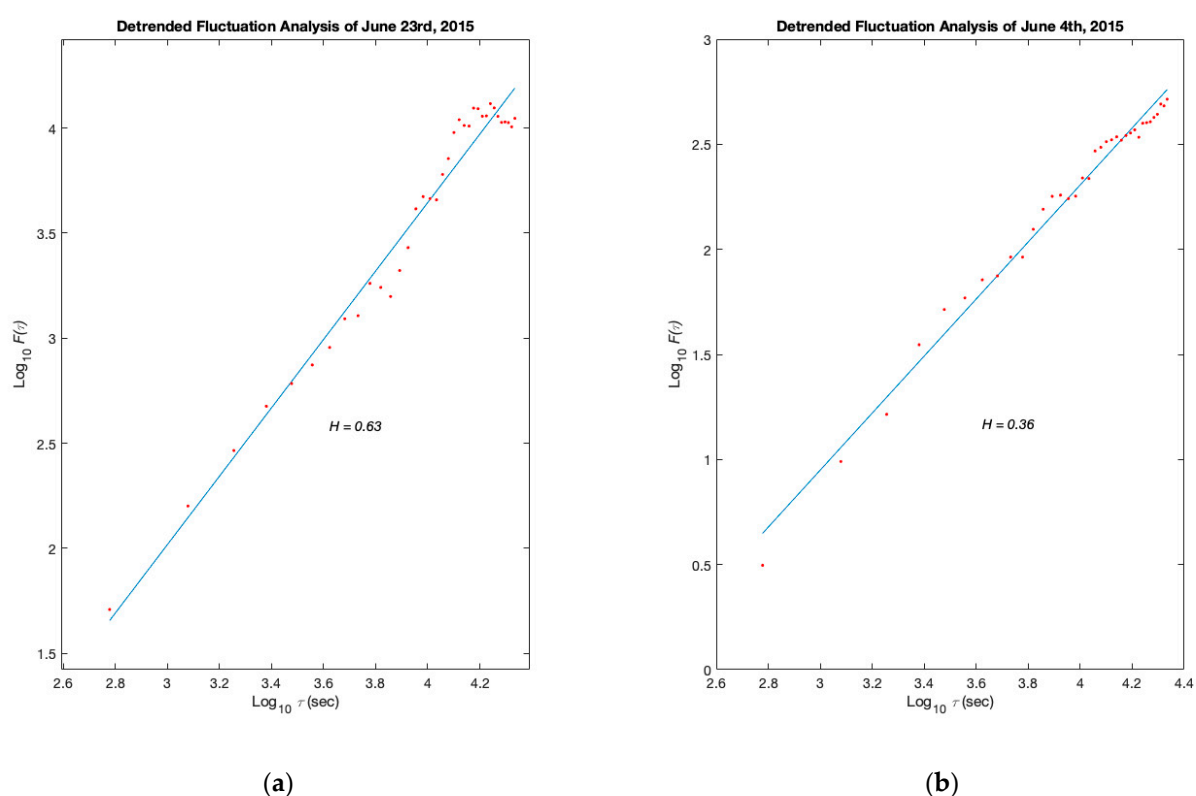 Detrended Fluctuation Analysis of June 23rd, 2015
4
3.5
3
2.5
2
1.5
Log10 F(τ)
H = 0.63
2.6 2.8 3 3.2 3.4 3.6 3.8 4 4.2
Log10 τ (sec)
(a)
Detrended Fluctuation Analysis of June 4th, 2015
3
2.5
2
1.5
1
0.5
0
Log10 F(τ)
H = 0.36
2.6 2.8 3 3.2 3.4 3.6 3.8 4 4.2 4.4
Log10 τ (sec)
(b)